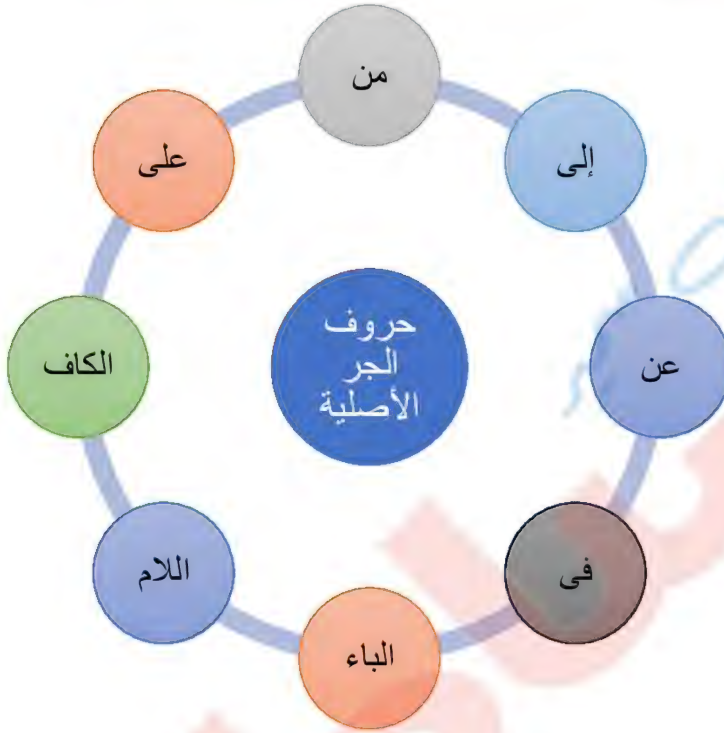 حروف
الجر
الأصلية
من
إلى
عن
فى
الباء
اللام
الكاف
على